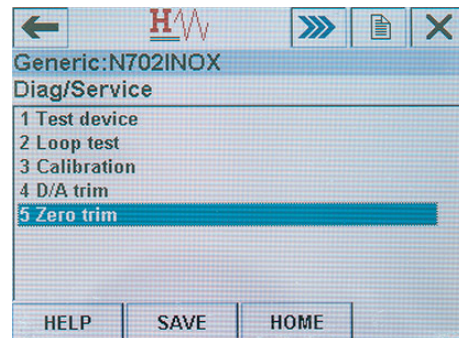 H
Generic:N702INOX
Diag/Service
1 Test device
2 Loop test
3 Calibration
4 D/A trim
5 Zero trim
HELP SAVE HOME